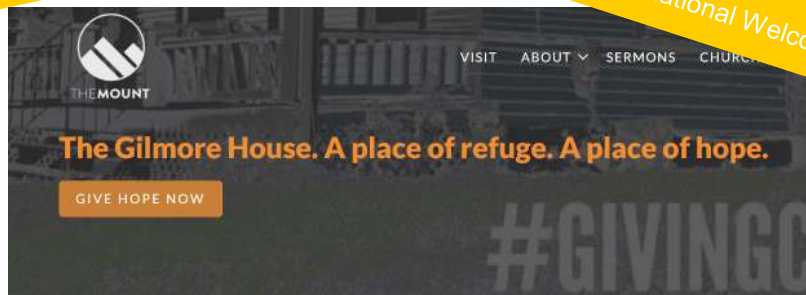 VISIT ABOUT SERMONS
THEMOUNT
The Gilmore House. A place of refuge. A place of hope.
GIVE HOPE NOW